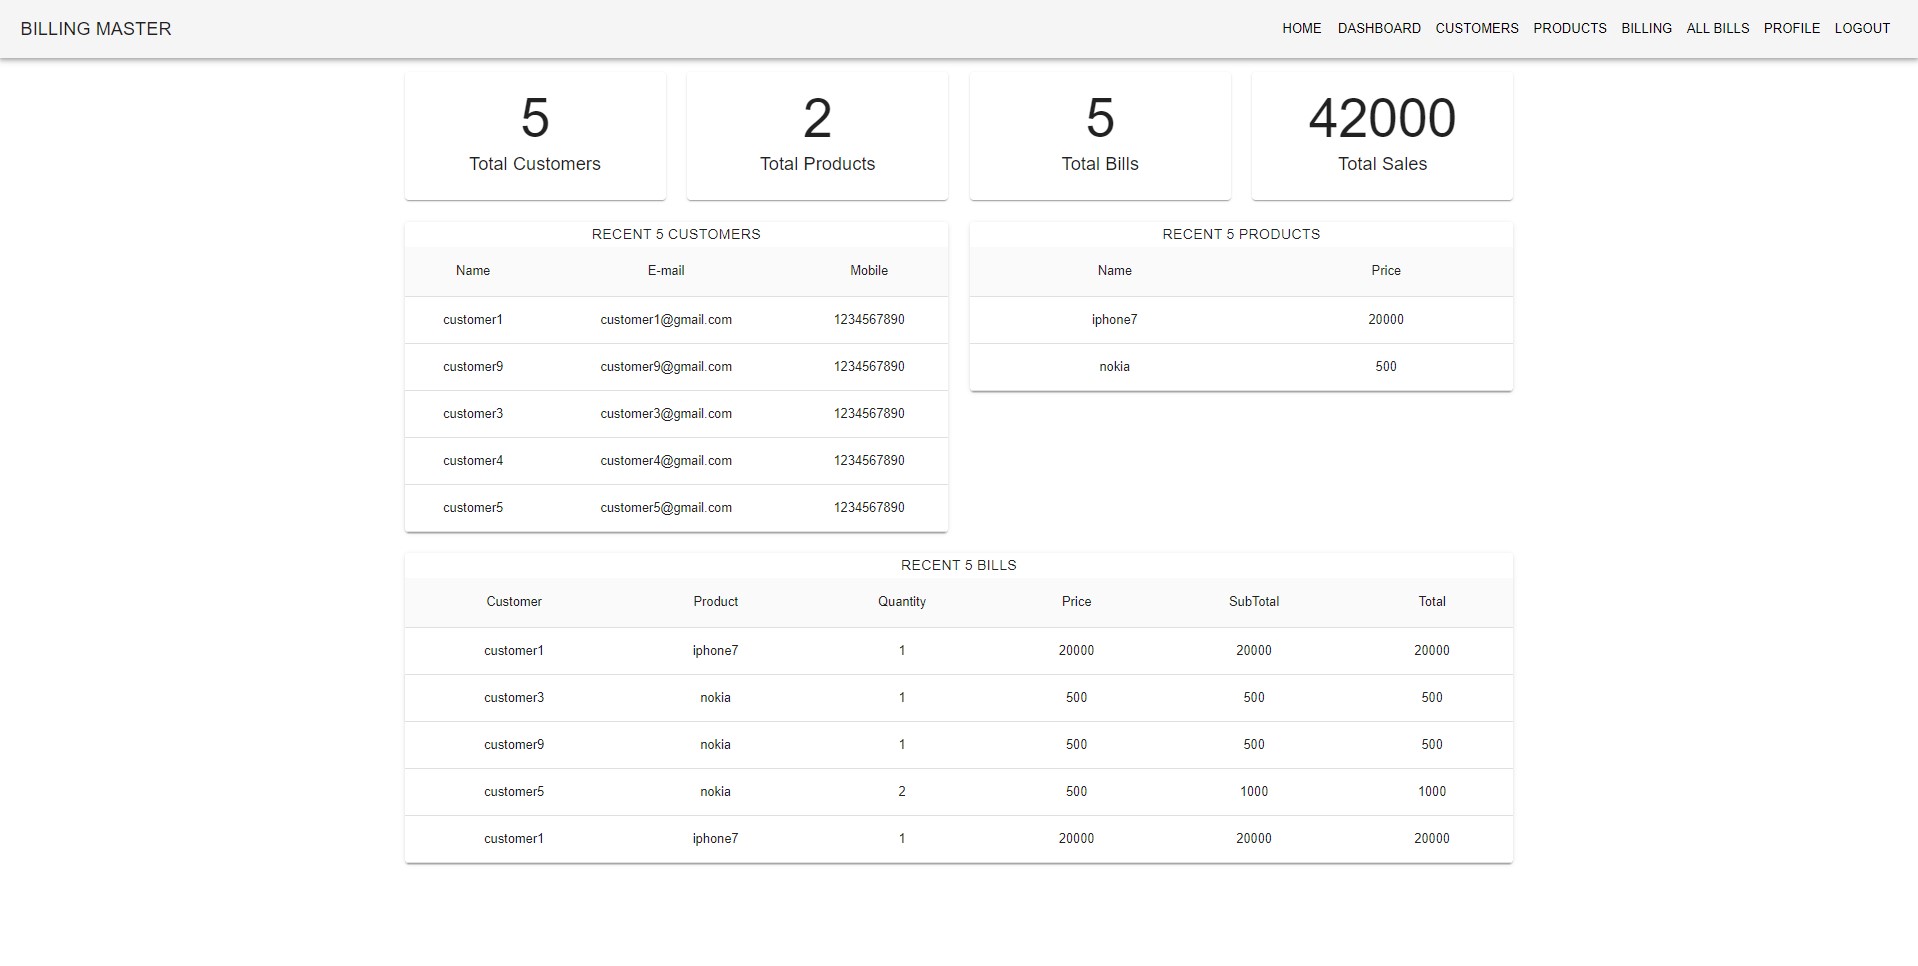 BILLING MASTER HOME DASHBOARD CUSTOMERS PRODUCTS BILLING ALL BILLS PROFILE LOGOUT
5 2 5 42000
Total Customers Total Products Total Bills Total Sales
RECENT 5 CUSTOMERS
Name E-mail Mobile
customer1 customer1@gmail.com 1234567890
customer9 customer9@gmail.com 1234567890
customer3 customer3@gmail.com 1234567890
customer4 customer4@gmail.com 1234567890
customer5 customer5@gmail.com 1234567890
RECENT 5 PRODUCTS
Name Price
iphone7 20000
nokia 500
RECENT 5 BILLS
Customer Product Quantity Price SubTotal Total
customer1 iphone7 1 20000 20000 20000
customer3 nokia 1 500 500 500
customer9 nokia 1 500 500 500
customer5 nokia 2 500 1000 1000
customer1 iphone7 1 20000 20000 20000